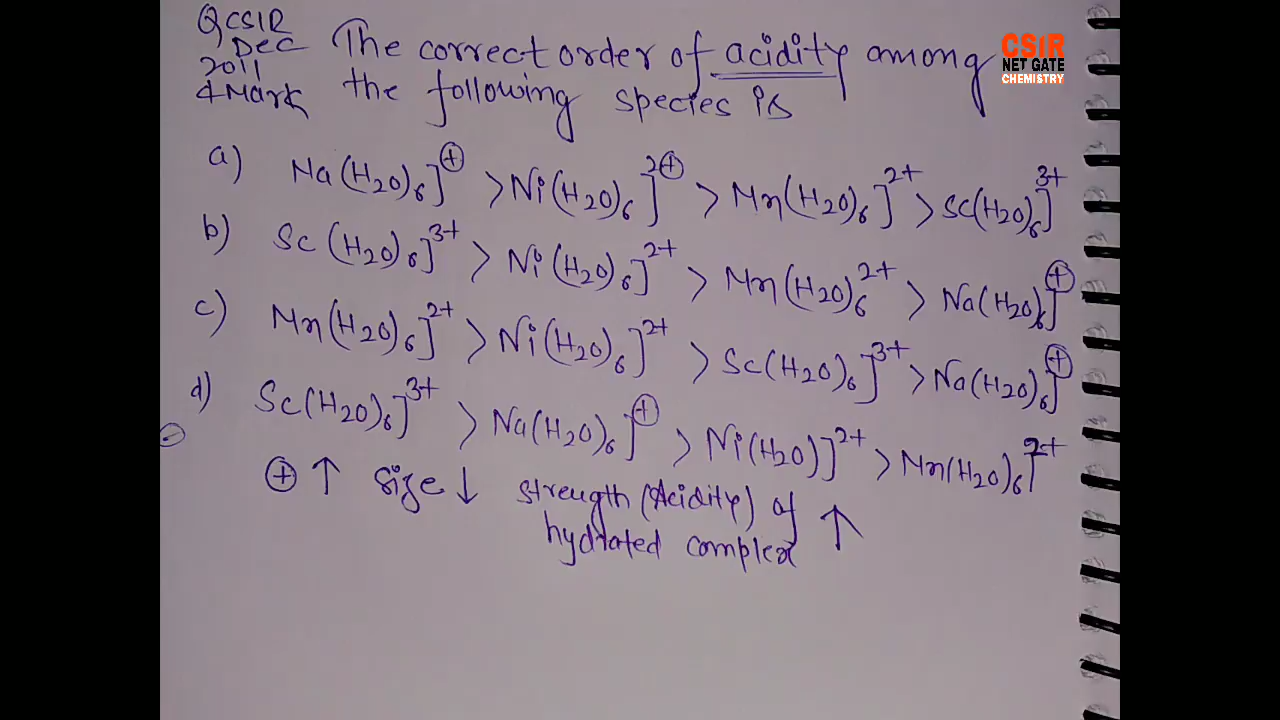 Q CSIR
Dec
2011
4 Mark
The correct order of acidity among
the following species is
CSIR
NET GATE
CHEMISTRY
a) Na(H2O)6]⊕ > Ni(H2O)6]2⊕ > Mn(H2O)6]2+ > Sc(H2O)6]3+
b) Sc(H2O)6]3+ > Ni(H2O)6]2+ > Mn(H2O)6 2+ > Na(H2O)6]⊕
c) Mn(H2O)6]2+ > Ni(H2O)6]2+ > Sc(H2O)6]3+ > Na(H2O)6]⊕
d) Sc(H2O)6]3+ > Na(H2O)6]⊕ > Ni(H2O)]2+ > Mn(H2O)6]2+
⊕ ↑ size ↓ strength (Acidity) of ↑
hydrated complex